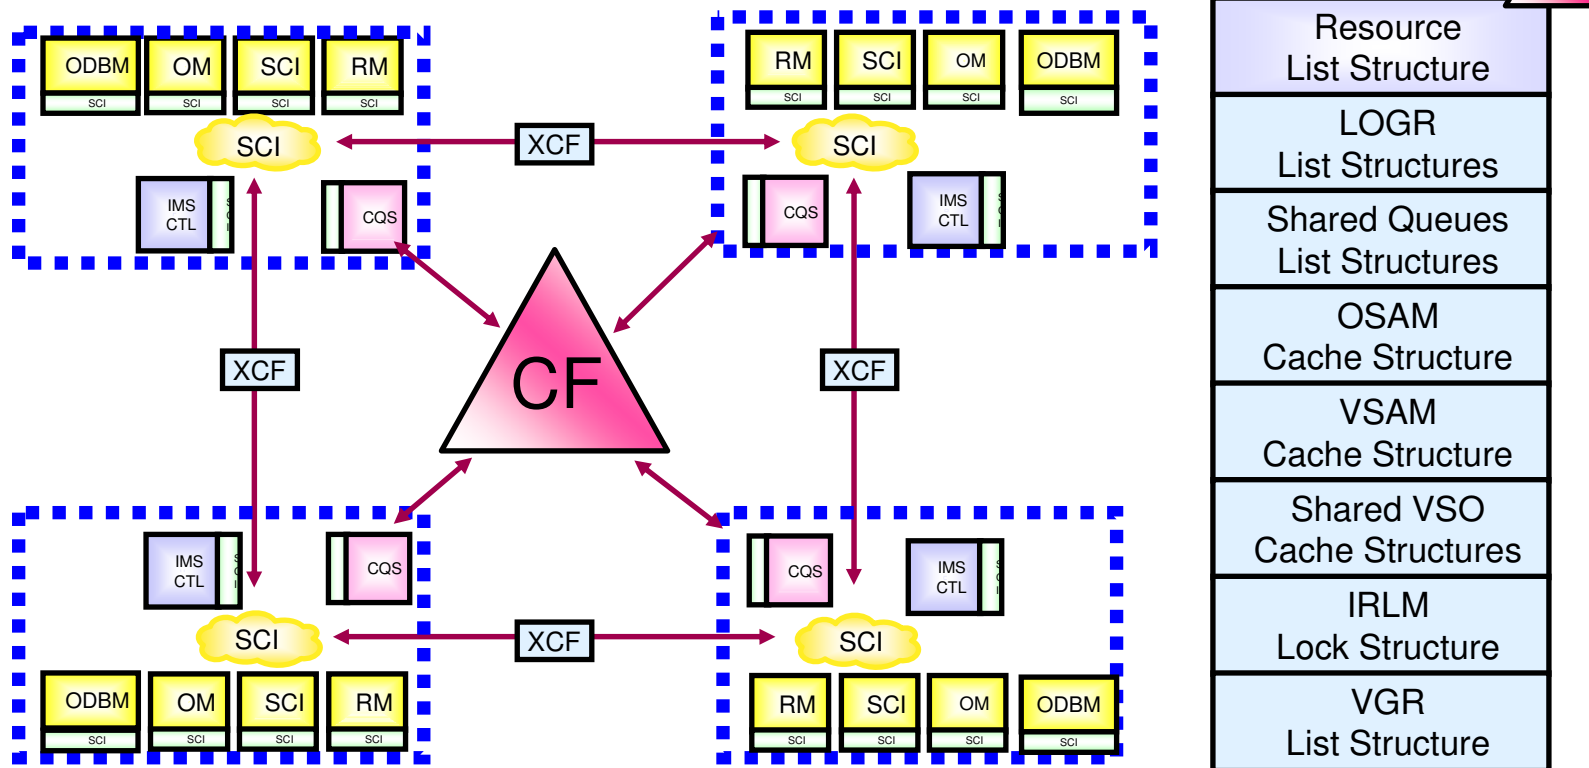 ODBM
OM
SCI
RM
SCI
SCI
SCI
SCI
SCI
IMS
CTL
SCI
CQS
XCF
RM
SCI
OM
ODBM
SCI
SCI
SCI
SCI
SCI
CQS
IMS
CTL
SCI
XCF
CF
XCF
IMS
CTL
SCI
CQS
SCI
ODBM
OM
SCI
RM
SCI
SCI
SCI
SCI
XCF
CQS
IMS
CTL
SCI
SCI
RM
SCI
OM
ODBM
SCI
SCI
SCI
SCI
Resource
List Structure
LOGR
List Structures
Shared Queues
List Structures
OSAM
Cache Structure
VSAM
Cache Structure
Shared VSO
Cache Structures
IRLM
Lock Structure
VGR
List Structure